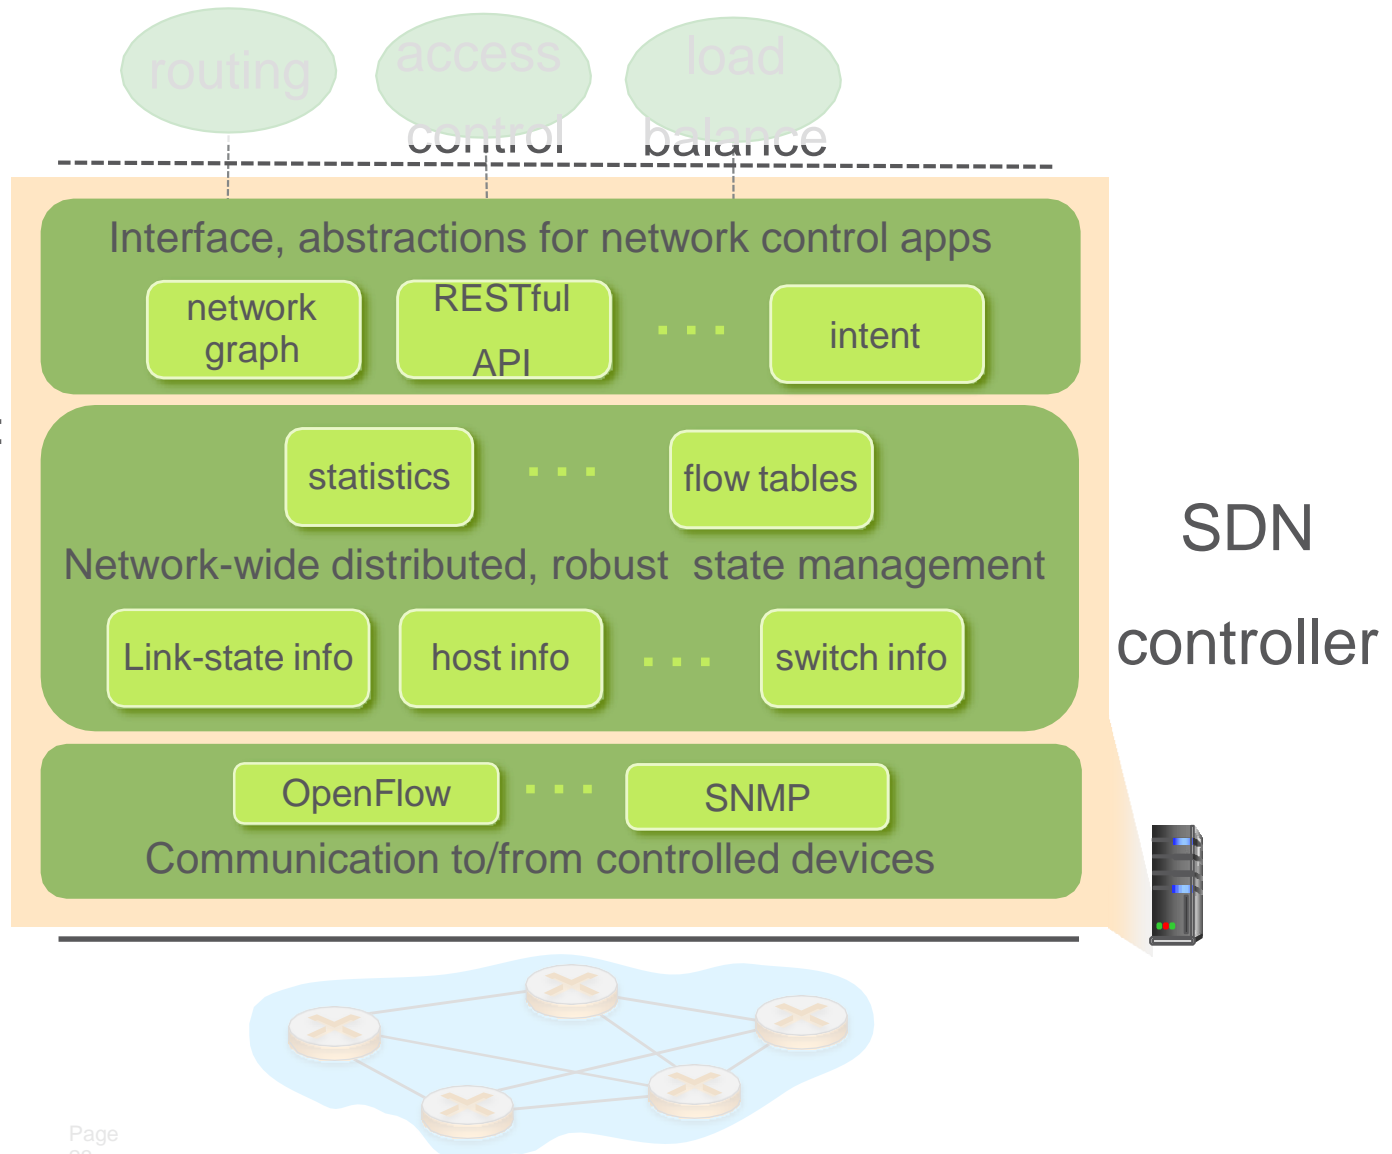 routing
access
control
load
balance
Interface, abstractions for network control apps
network
graph
RESTful
API
. . .
intent
statistics
. . .
flow tables
Network-wide distributed, robust state management
Link-state info
host info
. . .
switch info
OpenFlow
. . .
SNMP
Communication to/from controlled devices
SDN
controller
Page